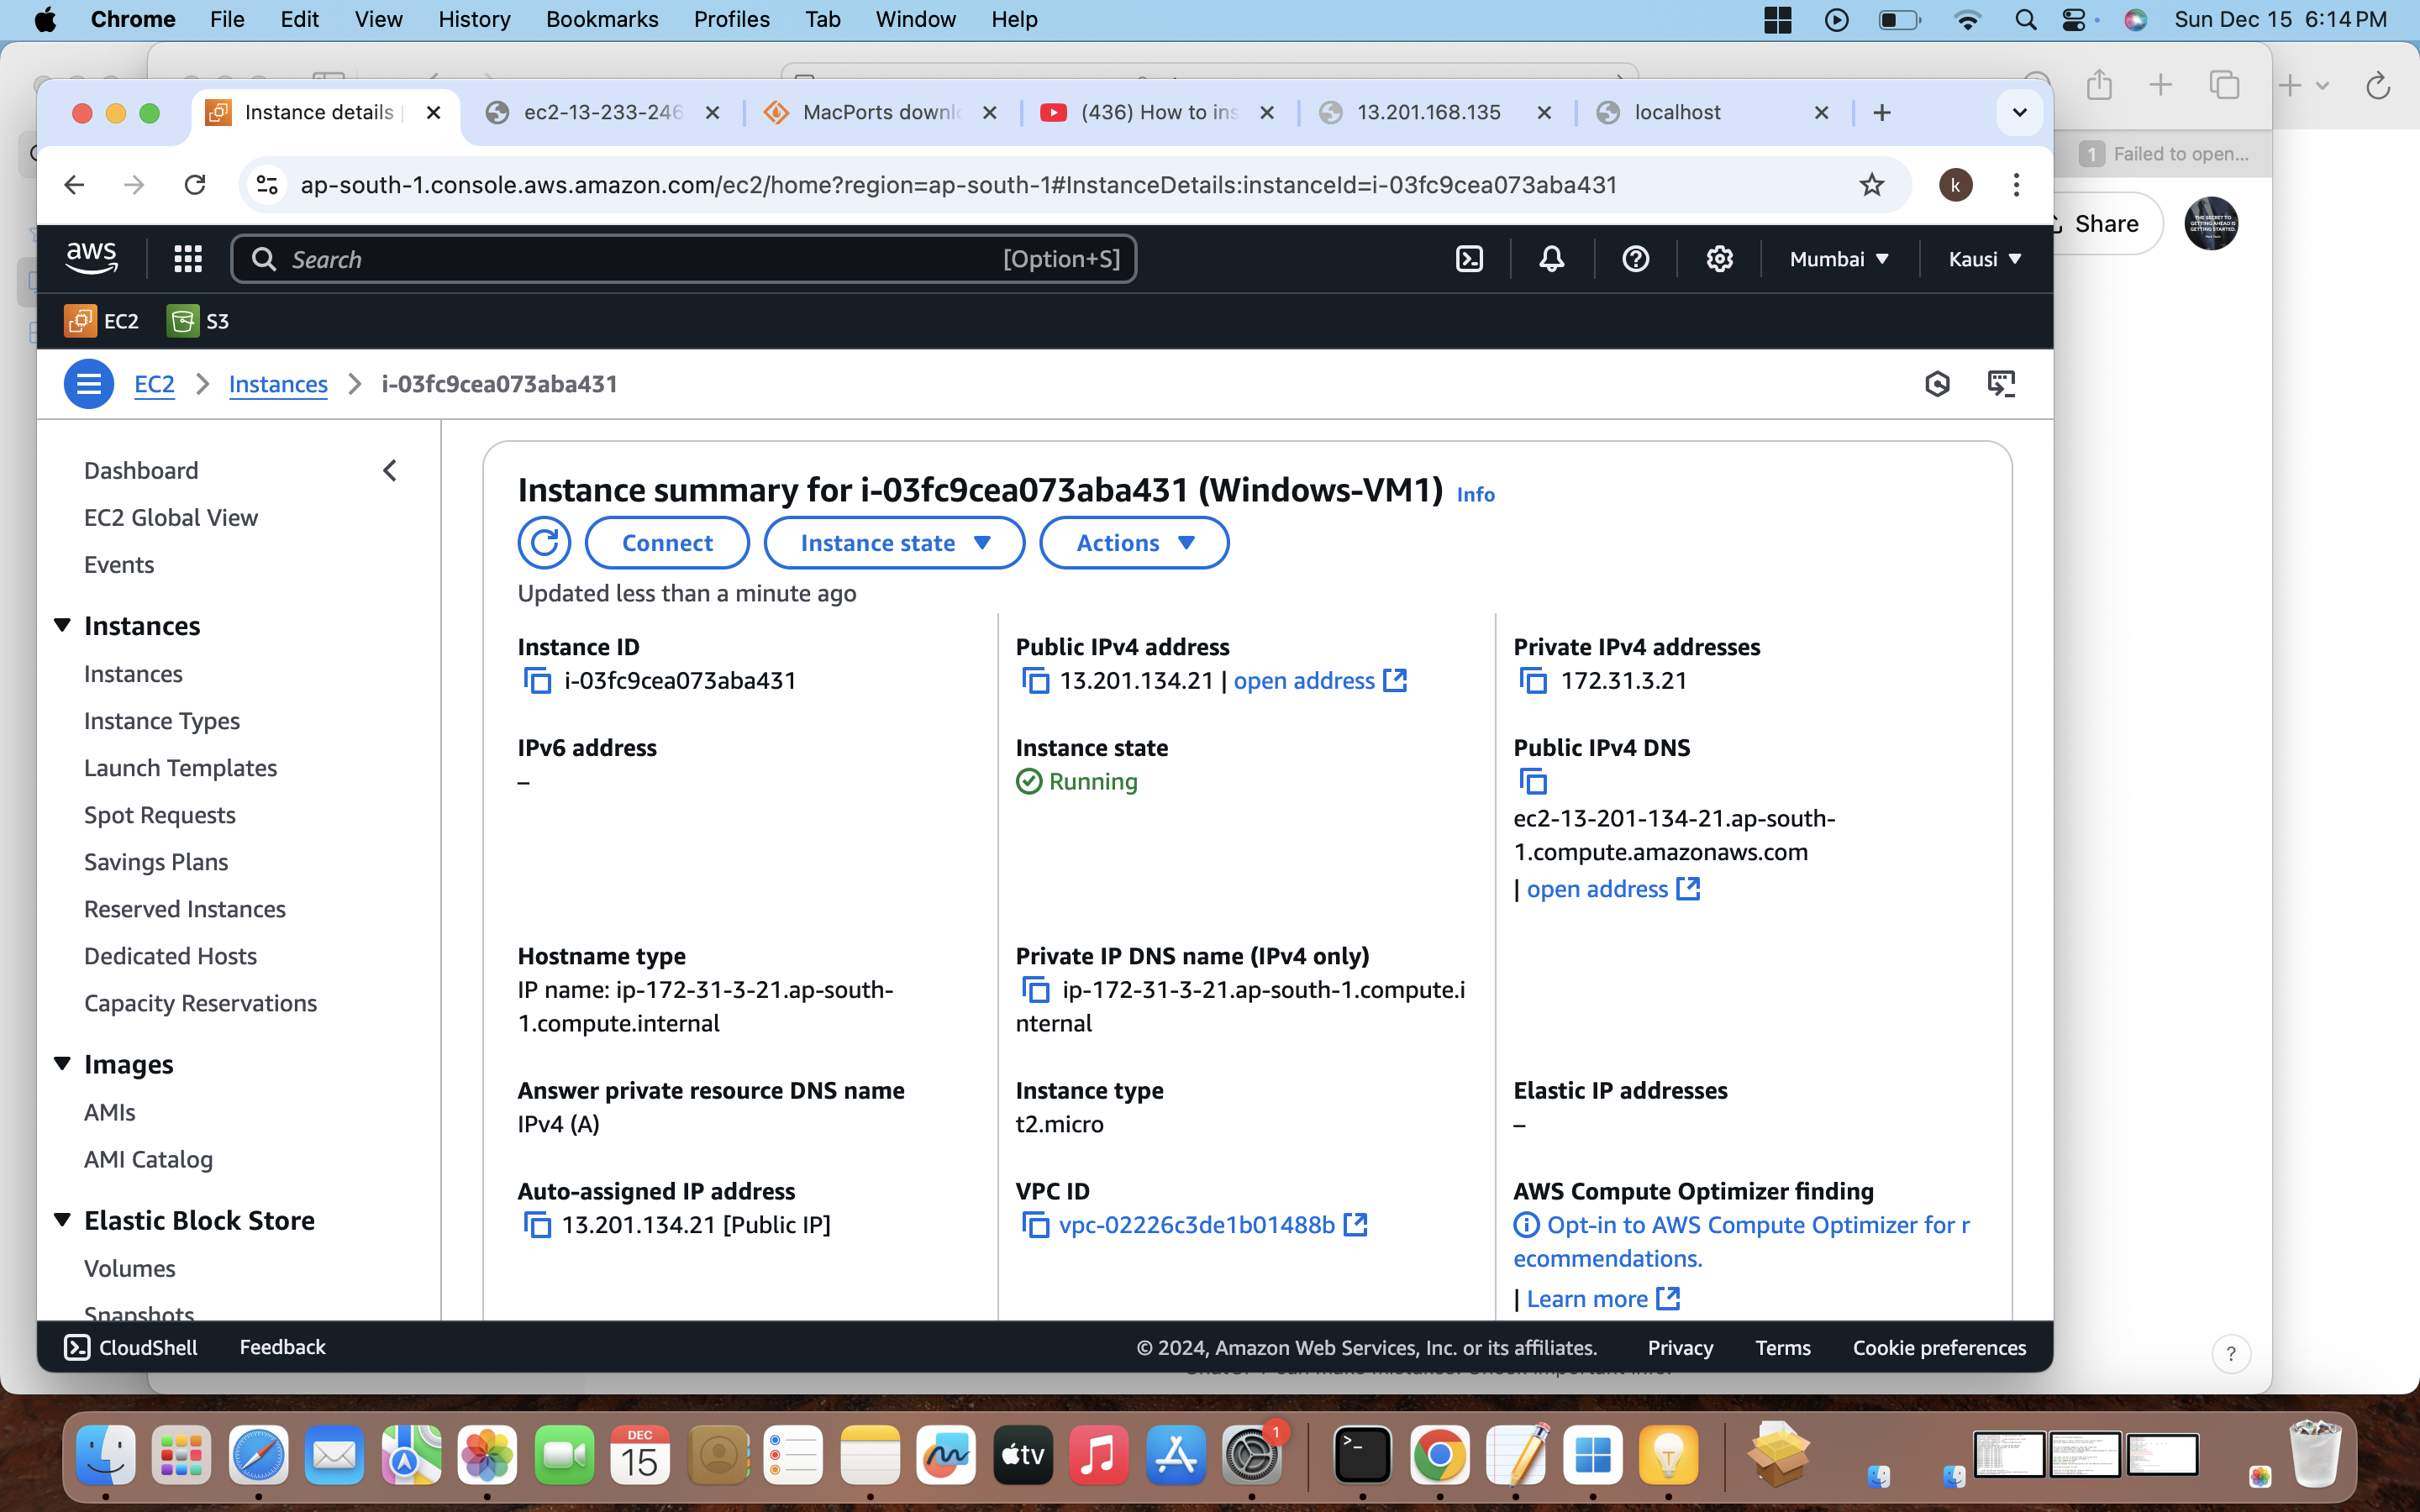 Chrome File Edit View History Bookmarks Profiles Tab Window Help Sun Dec 15 6:14 PM
Instance details ec2-13-233-246 MacPorts downlo (436) How to ins 13.201.168.135 localhost
1 Failed to open...
ap-south-1.console.aws.amazon.com/ec2/home?region=ap-south-1#InstanceDetails:instanceId=i-03fc9cea073aba431 k
Share
aws Search [Option+S] Mumbai Kausi
EC2 S3
EC2 Instances i-03fc9cea073aba431
Dashboard
EC2 Global View
Events
Instances
Instances
Instance Types
Launch Templates
Spot Requests
Savings Plans
Reserved Instances
Dedicated Hosts
Capacity Reservations
Images
AMIs
AMI Catalog
Elastic Block Store
Volumes
Snapshots
Instance summary for i-03fc9cea073aba431 (Windows-VM1) Info
Connect Instance state Actions
Updated less than a minute ago
Instance ID
i-03fc9cea073aba431
Public IPv4 address
13.201.134.21 | open address
Private IPv4 addresses
172.31.3.21
IPv6 address
–
Instance state
Running
Public IPv4 DNS
ec2-13-201-134-21.ap-south-
1.compute.amazonaws.com
| open address
Hostname type
IP name: ip-172-31-3-21.ap-south-
1.compute.internal
Private IP DNS name (IPv4 only)
ip-172-31-3-21.ap-south-1.compute.i
nternal
Answer private resource DNS name
IPv4 (A)
Instance type
t2.micro
Elastic IP addresses
–
Auto-assigned IP address
13.201.134.21 [Public IP]
VPC ID
vpc-02226c3de1b01488b
AWS Compute Optimizer finding
Opt-in to AWS Compute Optimizer for r
ecommendations.
| Learn more
CloudShell Feedback © 2024, Amazon Web Services, Inc. or its affiliates. Privacy Terms Cookie preferences
?
DEC
15
tv
1